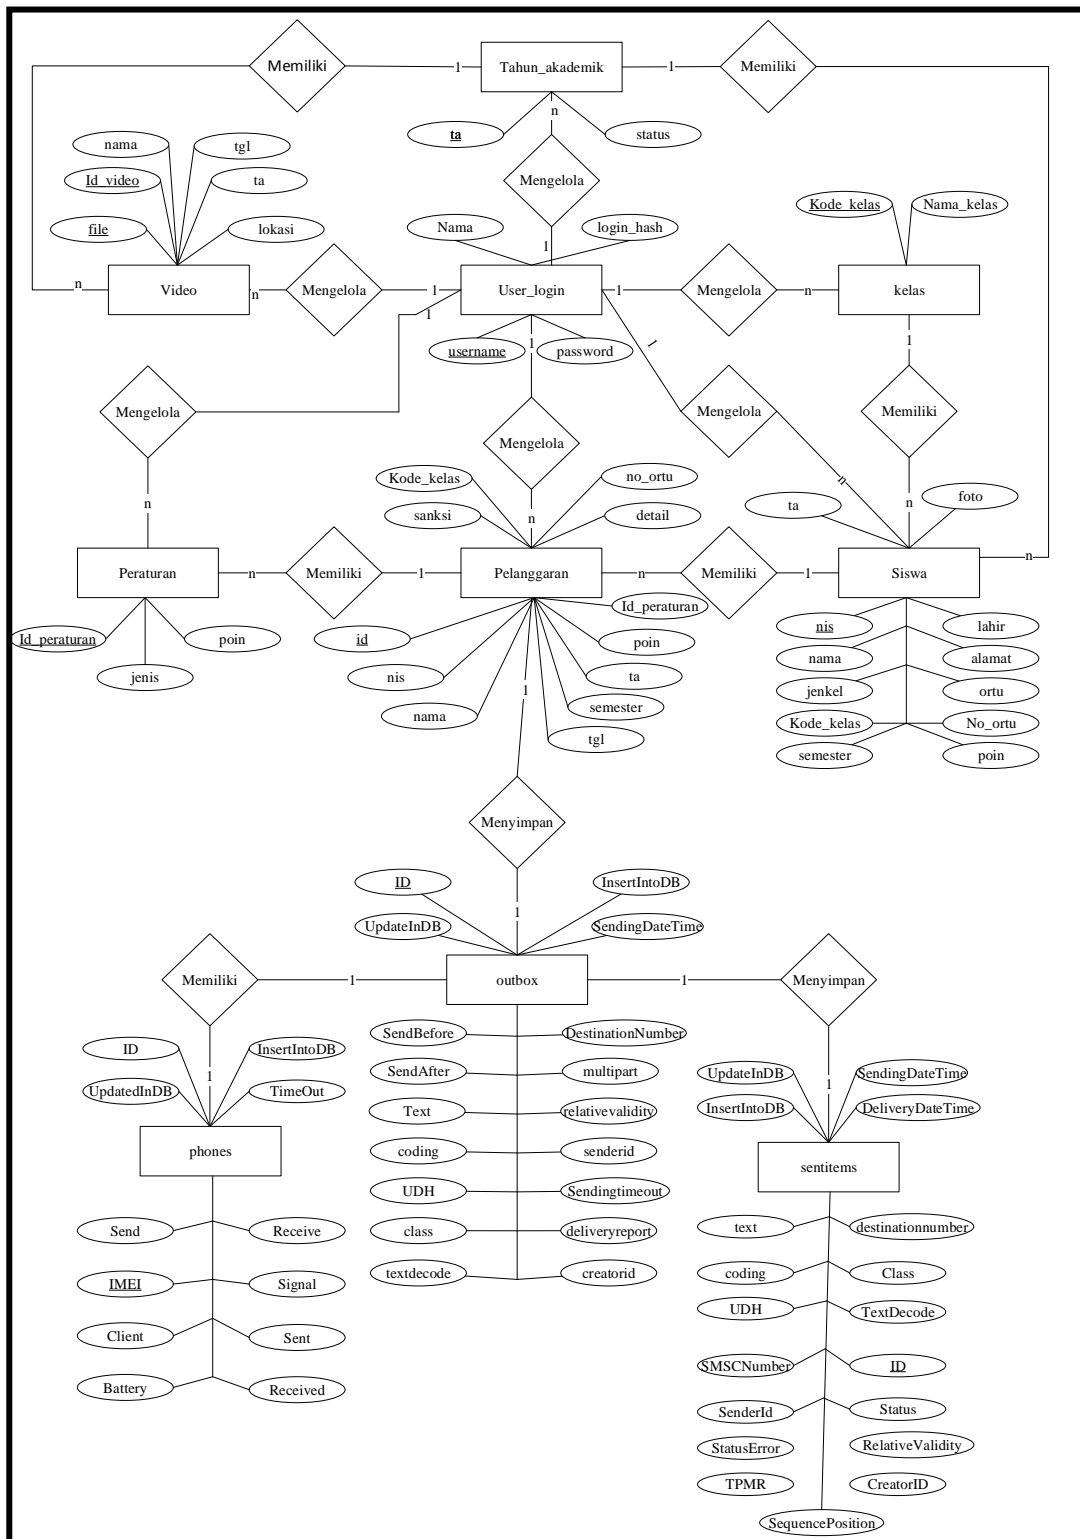 Memiliki
1
Tahun_akademik
1
Memiliki
ta
n
status
nama
tgl
Mengelola
Id_video
ta
Kode_kelas
Nama_kelas
file
lokasi
Nama
login_hash
1
n
Video
n
Mengelola
1
User_login
1
Mengelola
n
kelas
1
username
1
password
1
1
Mengelola
Mengelola
Memiliki
Mengelola
Kode_kelas
no_ortu
n
sanksi
detail
ta
foto
n
n
n
n
Peraturan
n
Memiliki
1
Pelanggaran
n
Memiliki
1
Siswa
Id_peraturan
poin
jenis
id
Id_peraturan
nis
poin
ta
nama
semester
tgl
1
nis
lahir
nama
alamat
jenkel
ortu
Kode_kelas
No_ortu
semester
poin
Menyimpan
ID
InsertIntoDB
1
UpdateInDB
SendingDateTime
Memiliki
1
outbox
1
Menyimpan
ID
InsertIntoDB
1
UpdatedInDB
TimeOut
phones
SendBefore
DestinationNumber
SendAfter
multipart
Text
relativevalidity
coding
senderid
UDH
Sendingtimeout
class
deliveryreport
textdecode
creatorid
UpdateInDB
SendingDateTime
1
InsertIntoDB
DeliveryDateTime
sentitems
Send
Receive
IMEI
Signal
Client
Sent
Battery
Received
text
destinationnumber
coding
Class
UDH
TextDecode
SMSCNumber
ID
SenderId
Status
StatusError
RelativeValidity
TPMR
CreatorID
SequencePosition